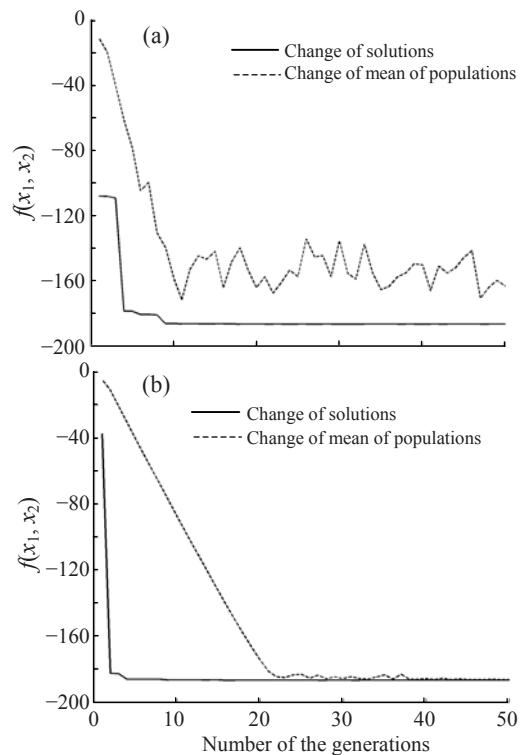 0
(a)
Change of solutions
Change of mean of populations
−40
−80
−120
−160
−200
f(x₁, x₂)
0
(b)
Change of solutions
Change of mean of populations
−40
−80
−120
−160
−200
f(x₁, x₂)
0 10 20 30 40 50
Number of the generations